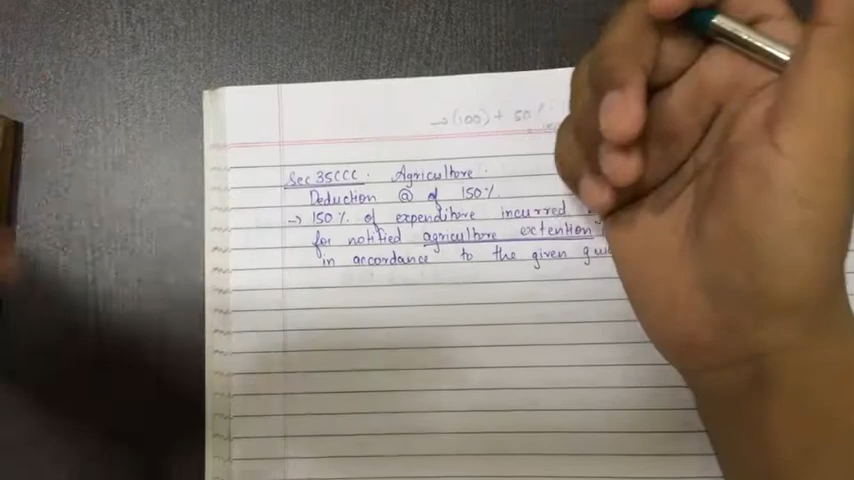 → (100) + 50%
Sec 35CCC. Agriculture.
Deduction @ of 150%.
→ 150% of expenditure incurred
for notified agriculture extention
in accordance to the given